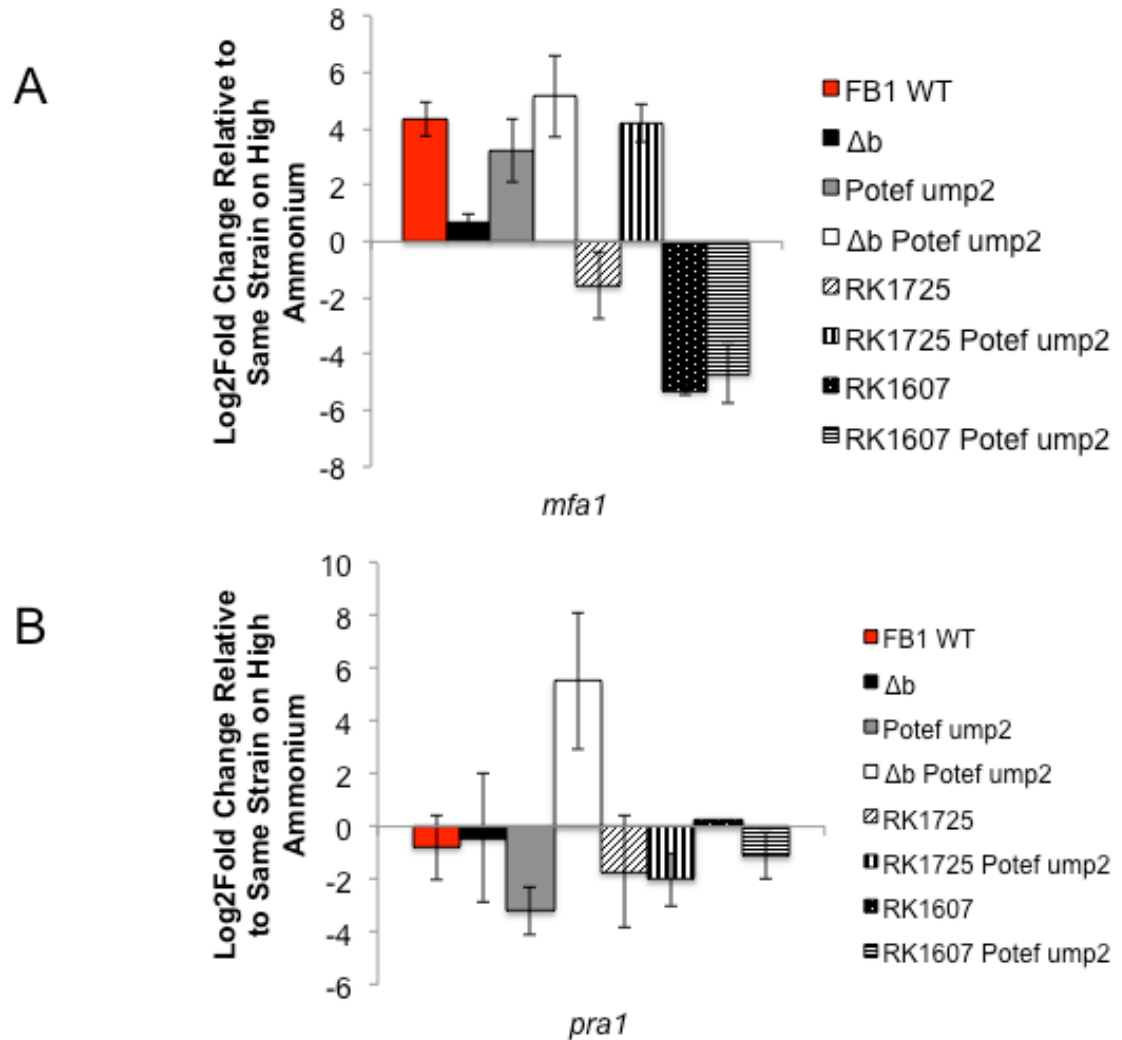 A
Log2Fold Change Relative to
Same Strain on High
Ammonium
8
6
4
2
0
-2
-4
-6
-8
mfa1
FB1 WT
Δb
Potef ump2
Δb Potef ump2
RK1725
RK1725 Potef ump2
RK1607
RK1607 Potef ump2
B
Log2Fold Change Relative
to Same Strain on High
Ammonium
10
8
6
4
2
0
-2
-4
-6
pra1
FB1 WT
Δb
Potef ump2
Δb Potef ump2
RK1725
RK1725 Potef ump2
RK1607
RK1607 Potef ump2